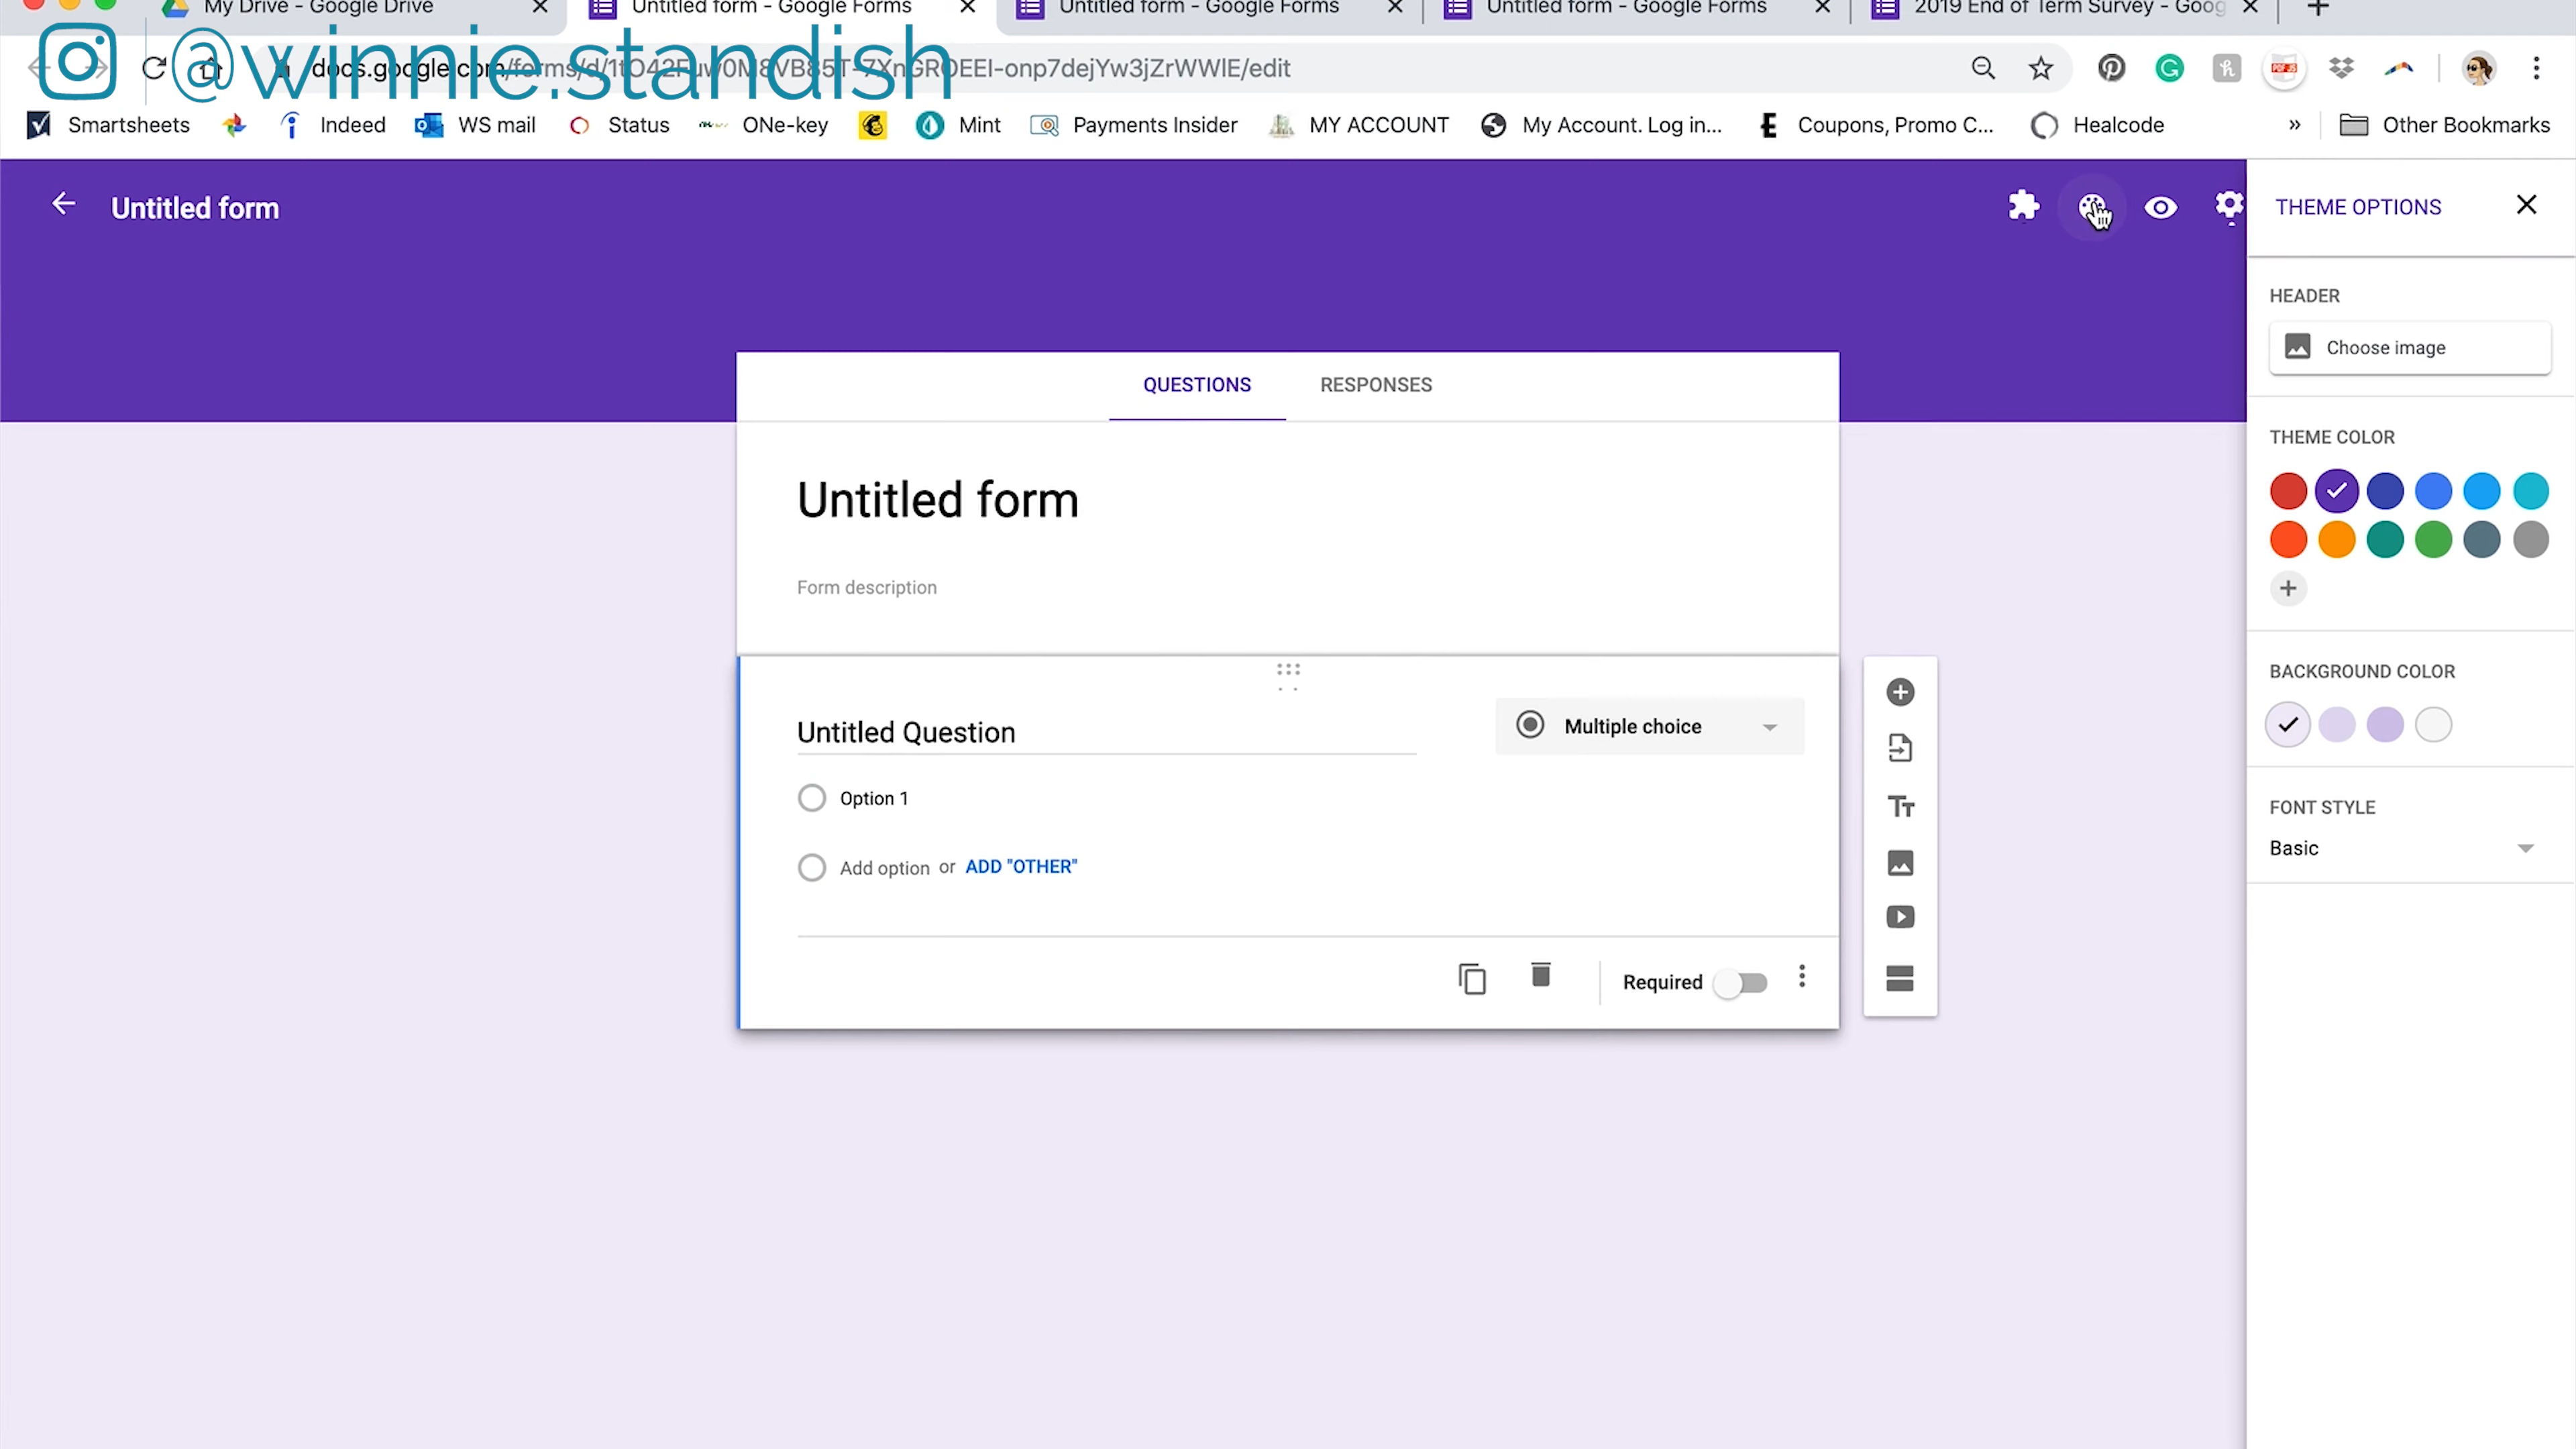 My Drive - Google Drive
Untitled form - Google Forms
Untitled form - Google Forms
Untitled form - Google Forms
2019 End of Term Survey - Goog
@winnie.standish
Smartsheets
Indeed
WS mail
Status
ONe-key
Mint
Payments Insider
MY ACCOUNT
My Account. Log in...
Coupons, Promo C...
Healcode
»
Other Bookmarks
Untitled form
THEME OPTIONS
HEADER
Choose image
QUESTIONS
RESPONSES
THEME COLOR
Untitled form
Form description
BACKGROUND COLOR
Untitled Question
Multiple choice
Option 1
FONT STYLE
Basic
Add option or ADD "OTHER"
Required